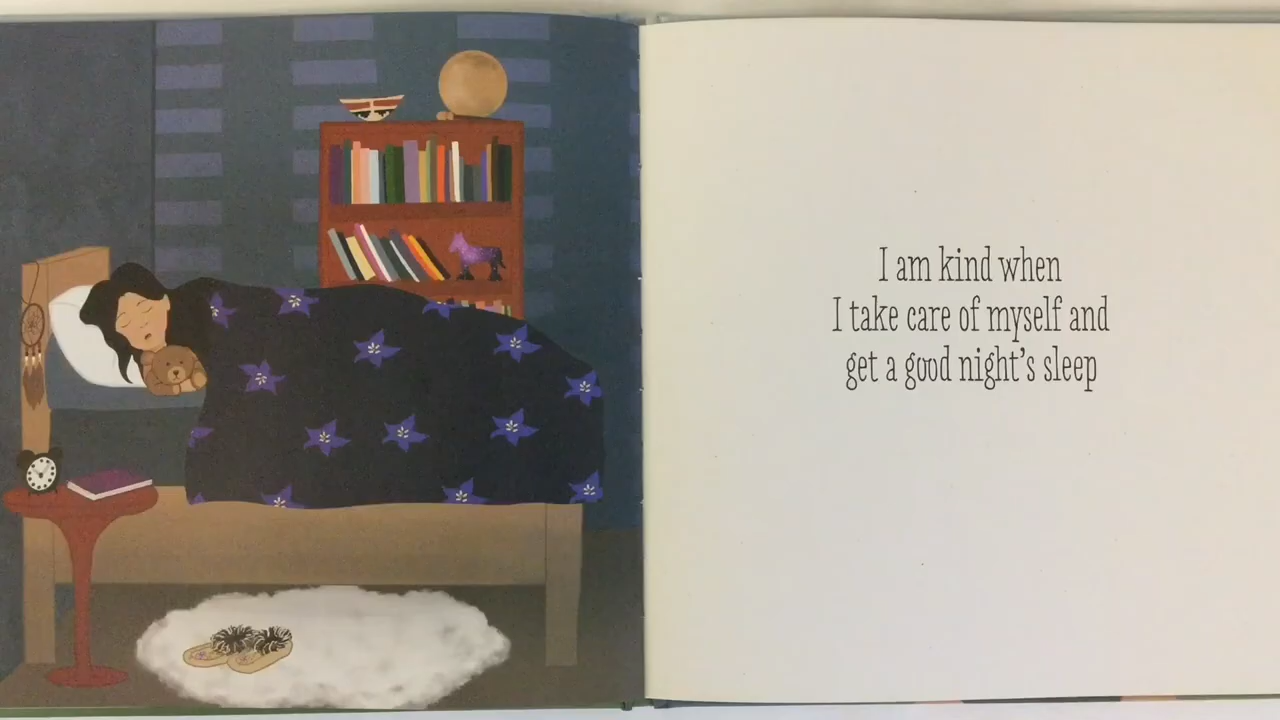 I am kind when
I take care of myself and
get a good night's sleep